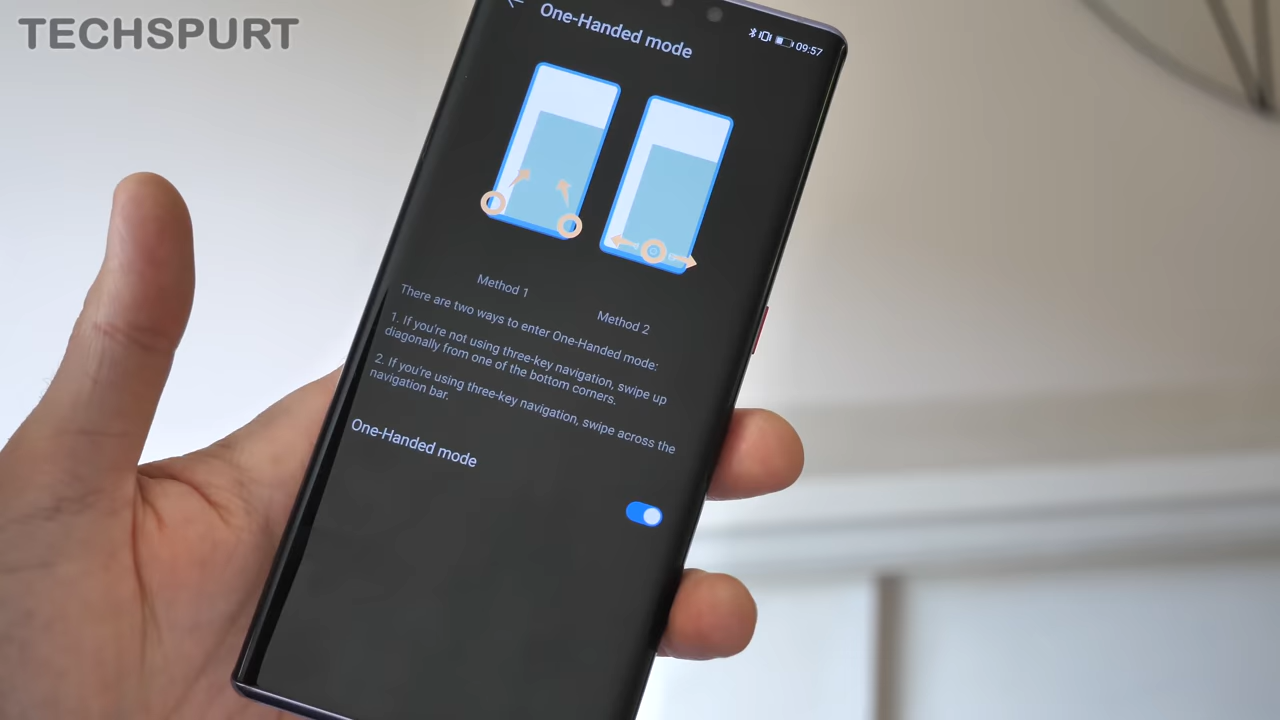 TECHSPURT
One-Handed mode
09:57
Method 1
Method 2
There are two ways to enter One-Handed mode:
1. If you're not using three-key navigation, swipe up
diagonally from one of the bottom corners.
2. If you're using three-key navigation, swipe across the
navigation bar.
One-Handed mode